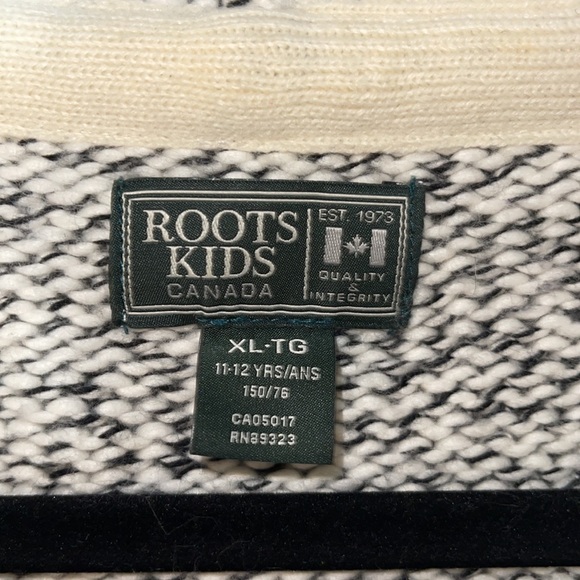 ROOTS
KIDS
CANADA
EST. 1973
QUALITY
&
INTEGRITY
XL-TG
11-12 YRS/ANS
150/76
CA05017
RN89323